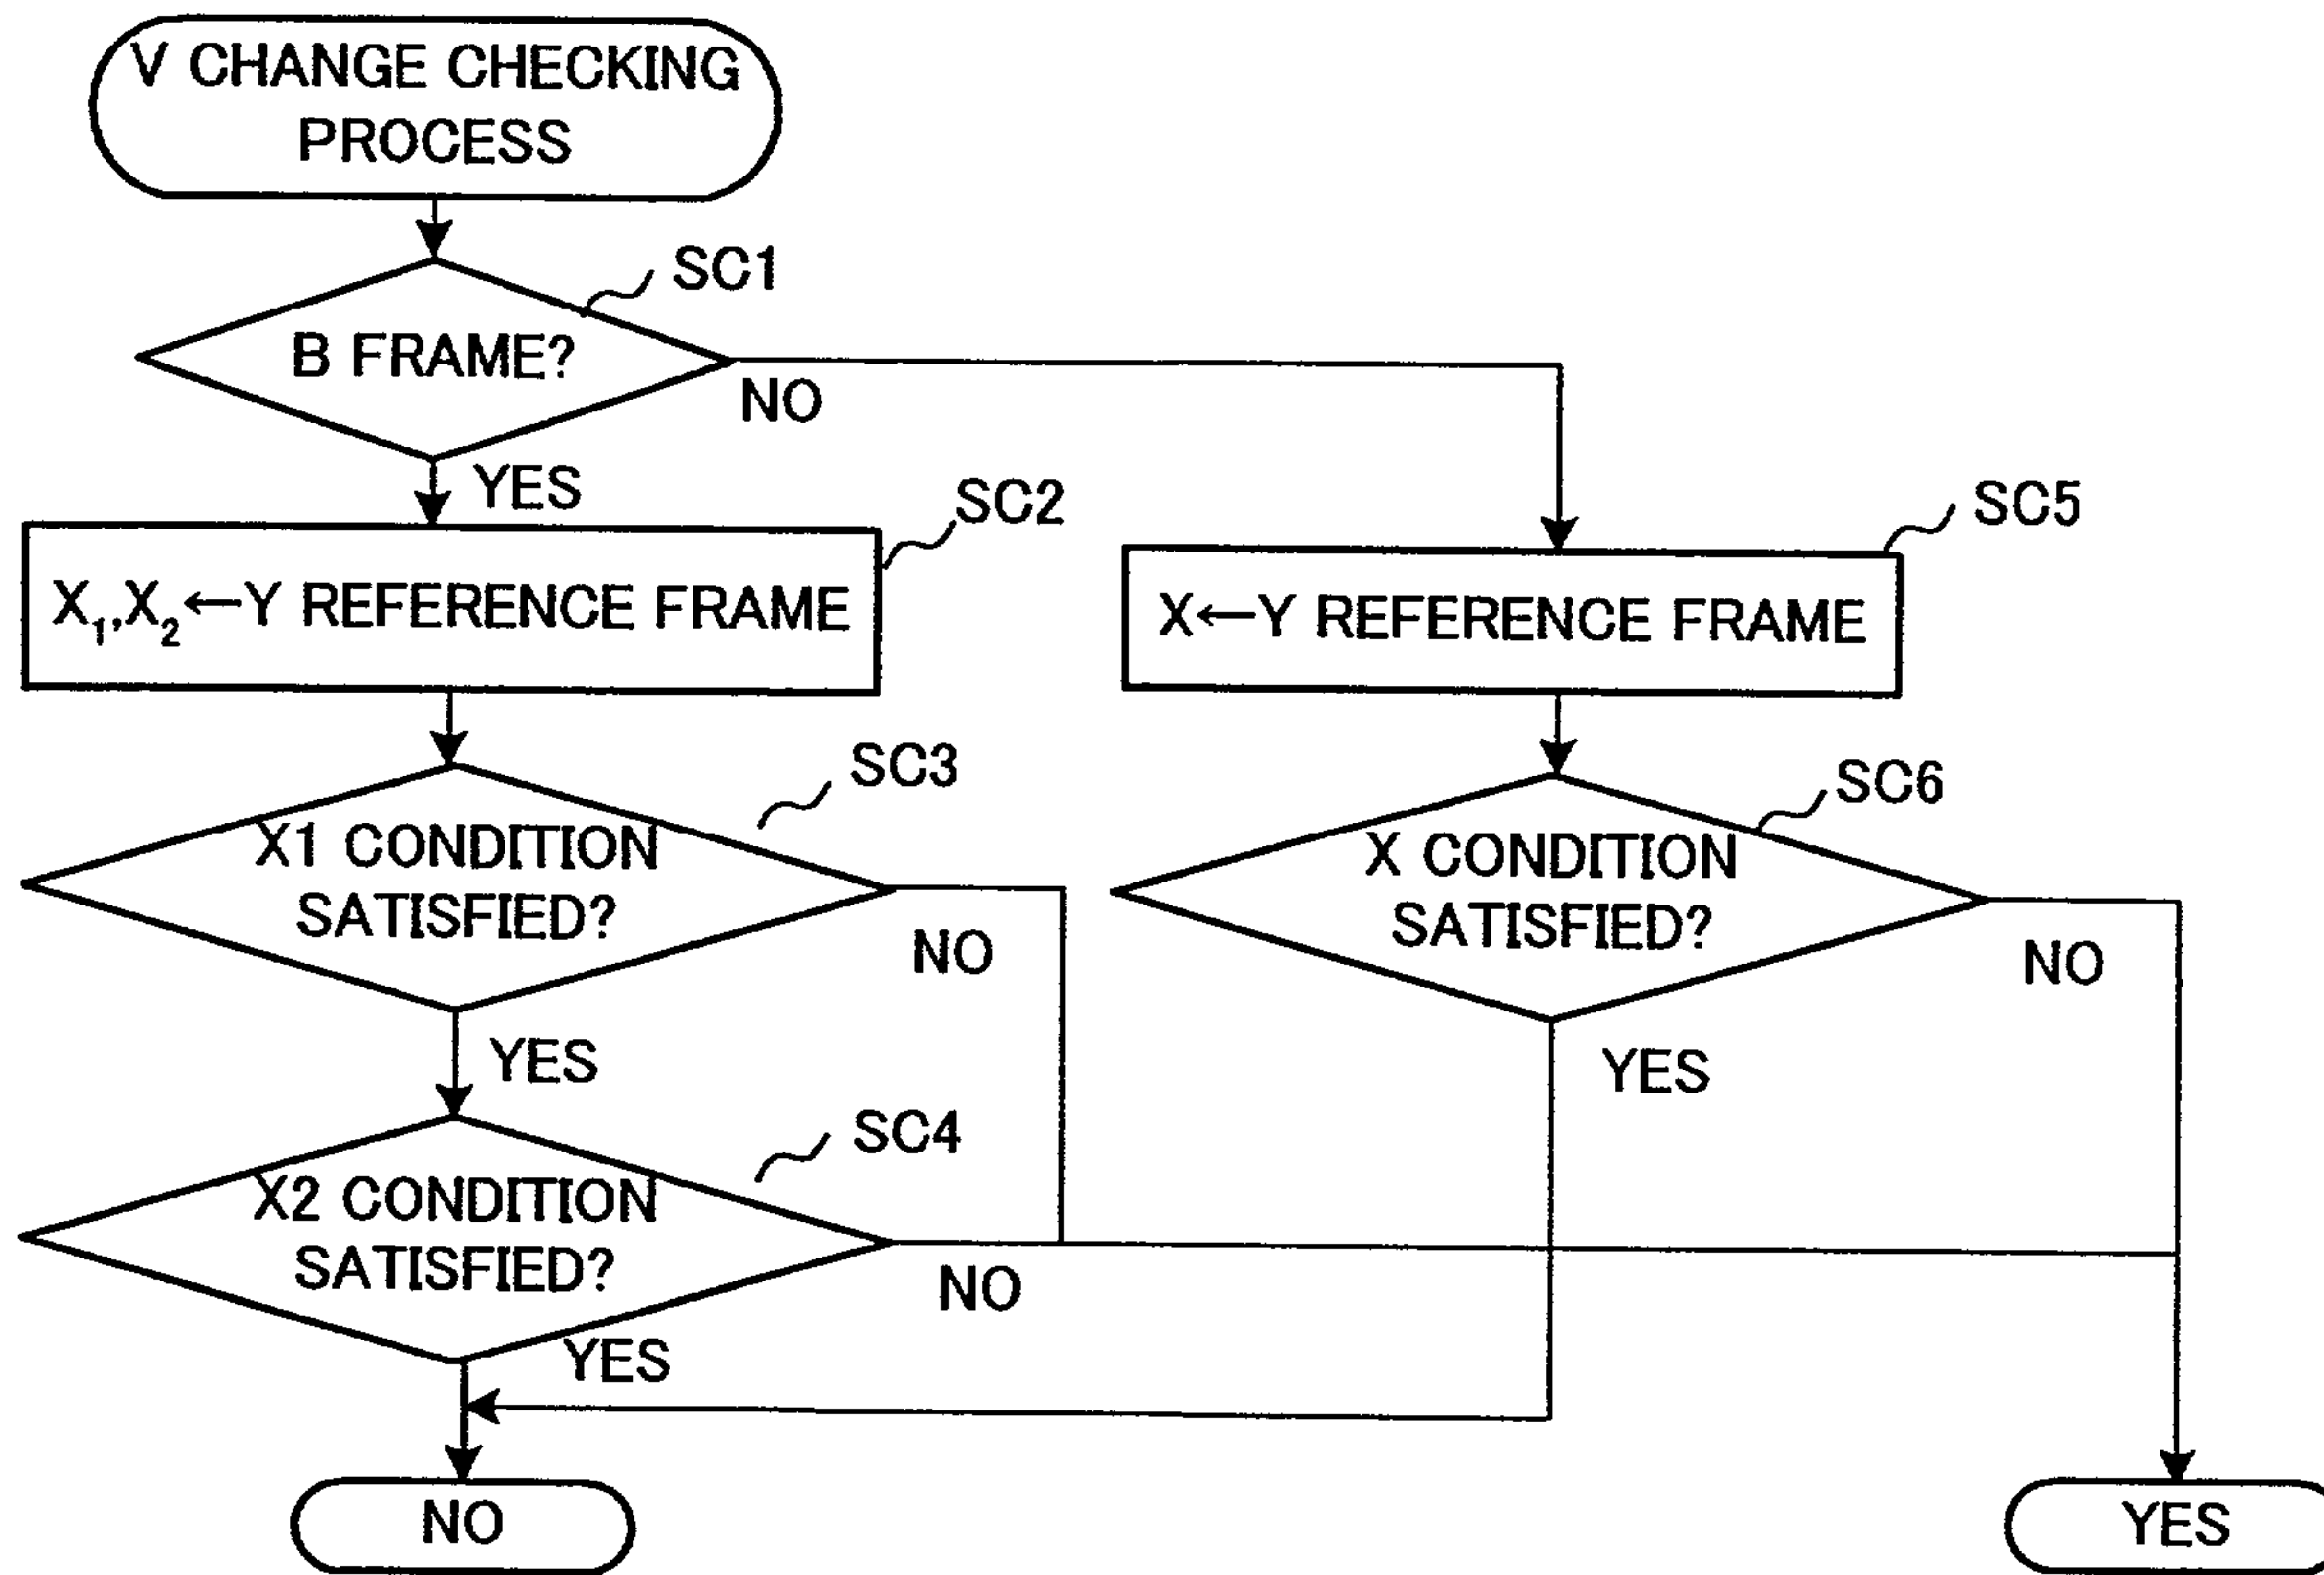 V CHANGE CHECKING
PROCESS
SC1
B FRAME?
NO
YES
SC2
X₁,X₂←Y REFERENCE FRAME
SC5
X←Y REFERENCE FRAME
SC3
X1 CONDITION
SATISFIED?
NO
YES
SC6
X CONDITION
SATISFIED?
NO
YES
SC4
X2 CONDITION
SATISFIED?
NO
YES
NO
YES